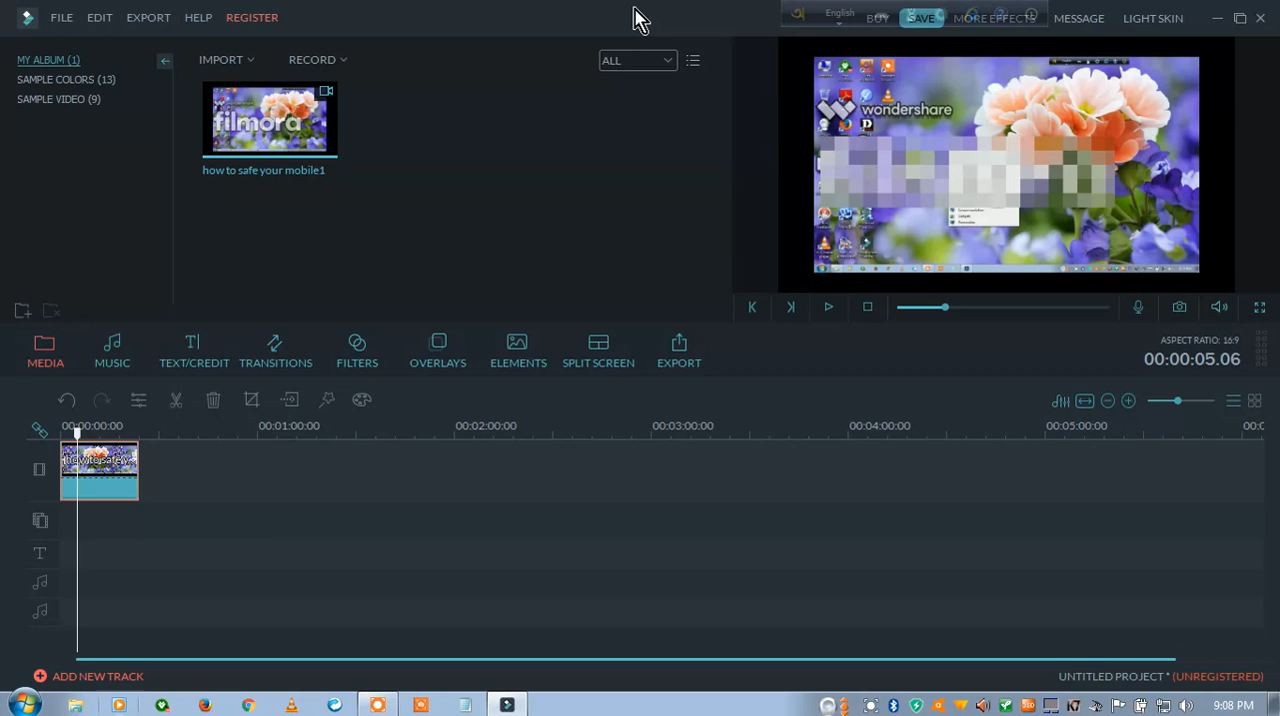 FILE EDIT EXPORT HELP REGISTER
English
BUY SAVE MORE EFFECTS MESSAGE LIGHT SKIN
MY ALBUM (1)
SAMPLE COLORS (13)
SAMPLE VIDEO (9)
IMPORT RECORD ALL
filmora
how to safe your mobile1
wondershare
MEDIA MUSIC TEXT/CREDIT TRANSITIONS FILTERS OVERLAYS ELEMENTS SPLIT SCREEN EXPORT
ASPECT RATIO: 16:9
00:00:05.06
00:00:00:00 00:01:00:00 00:02:00:00 00:03:00:00 00:04:00:00 00:05:00:00
ADD NEW TRACK
UNTITLED PROJECT * (UNREGISTERED)
9:08 PM